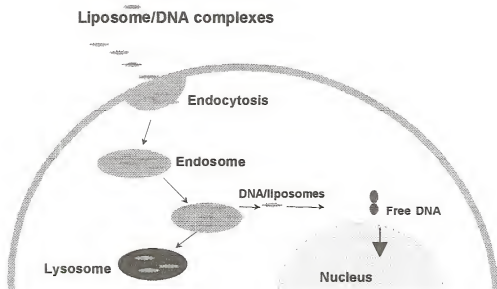 Liposome/DNA complexes
Endocytosis
Endosome
DNA/liposomes
Free DNA
Lysosome
Nucleus